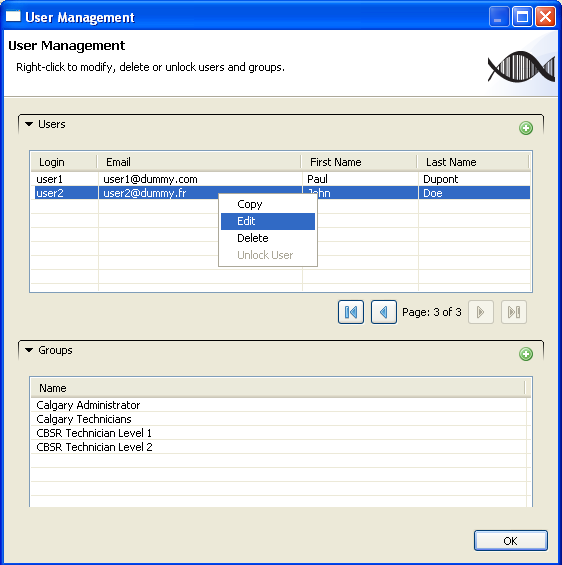 User Management
User Management
Right-click to modify, delete or unlock users and groups.
Users
Login Email First Name Last Name
user1 user1@dummy.com Paul Dupont
user2 user2@dummy.fr John Doe
Copy
Edit
Delete
Unlock User
Page: 3 of 3
Groups
Name
Calgary Administrator
Calgary Technicians
CBSR Technician Level 1
CBSR Technician Level 2
OK